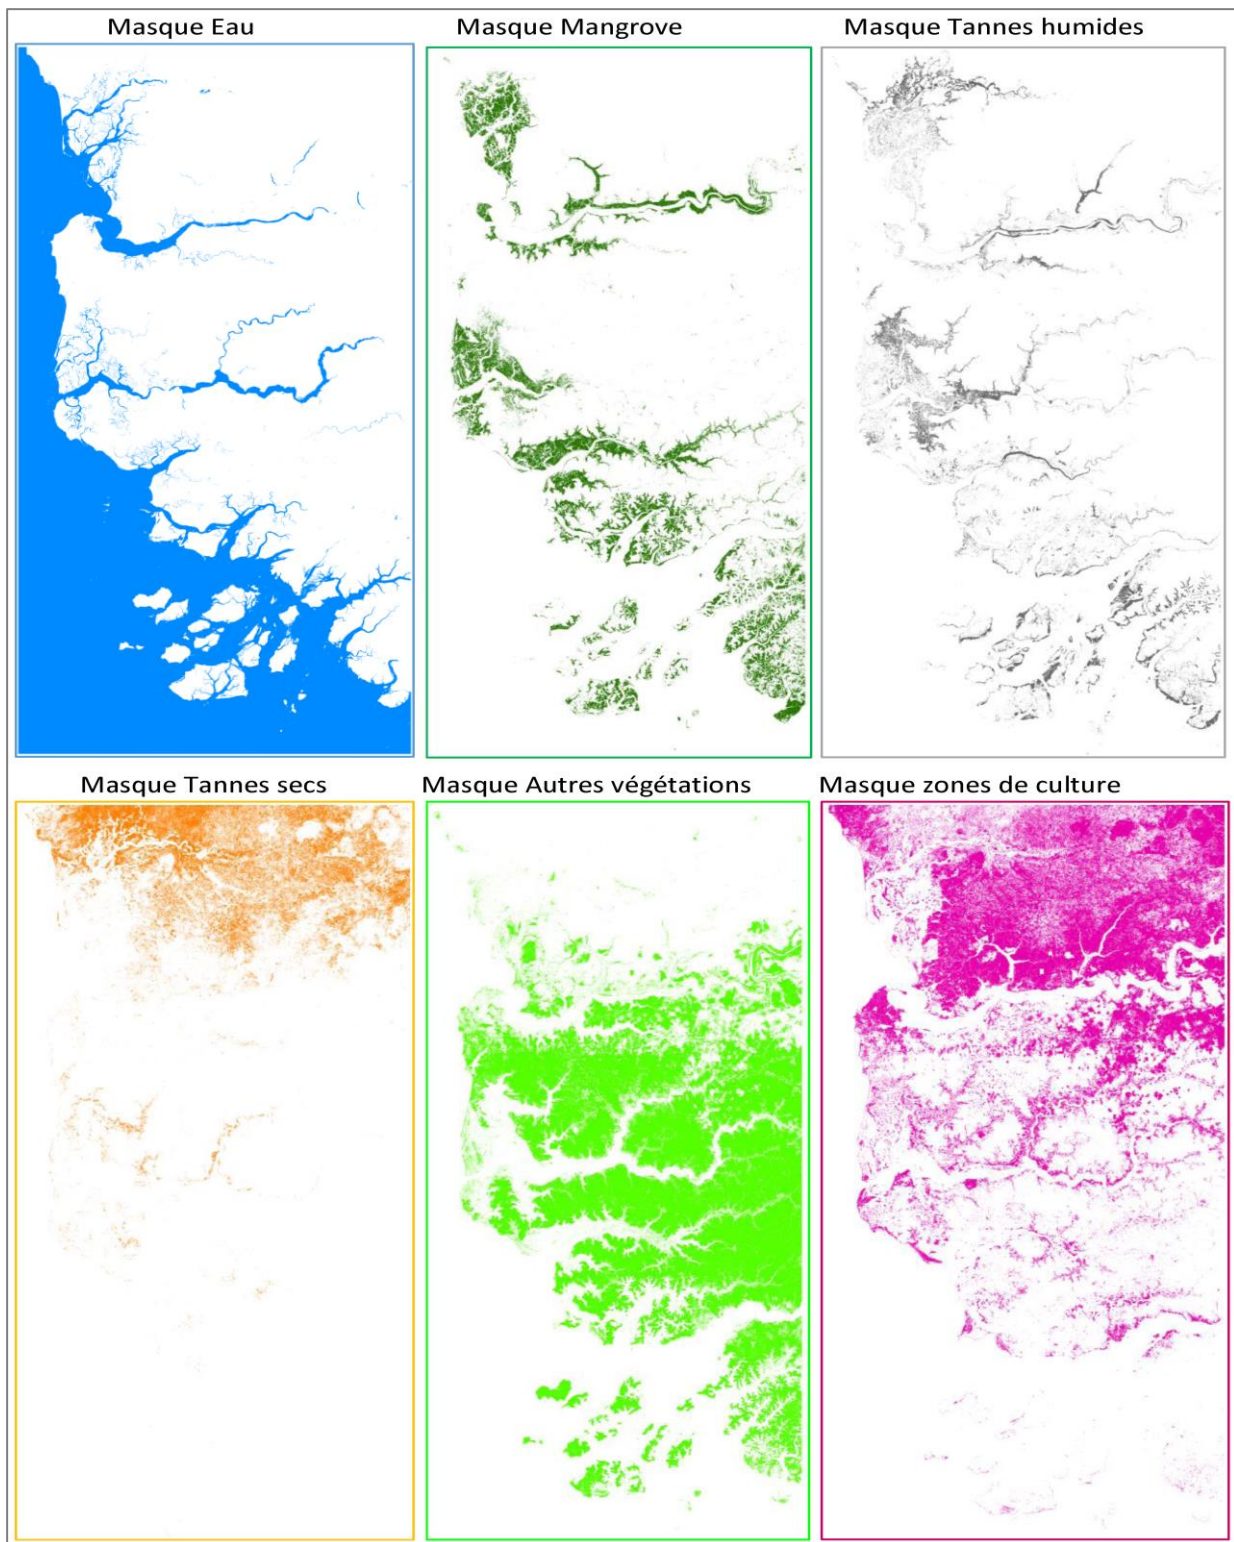 Masque Eau
Masque Mangrove
Masque Tannes humides
Masque Tannes secs
Masque Autres végétations
Masque zones de culture